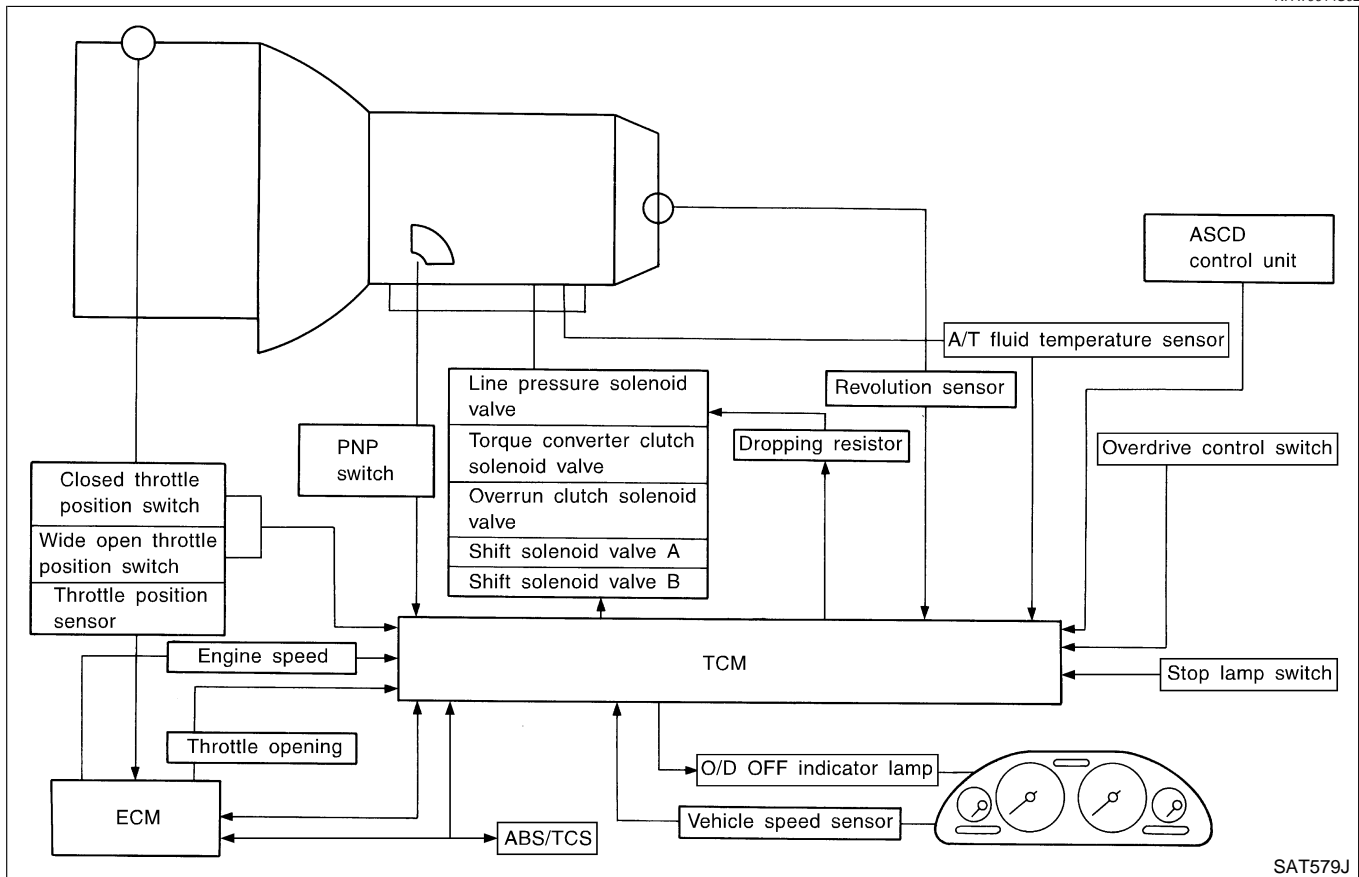 ASCD
control unit
A/T fluid temperature sensor
Line pressure solenoid
valve
Revolution sensor
Torque converter clutch
solenoid valve
Dropping resistor
PNP
switch
Overdrive control switch
Closed throttle
position switch
Overrun clutch solenoid
valve
Wide open throttle
position switch
Shift solenoid valve A
Shift solenoid valve B
Throttle position
sensor
Engine speed
TCM
Stop lamp switch
Throttle opening
O/D OFF indicator lamp
ECM
Vehicle speed sensor
ABS/TCS
SAT579J